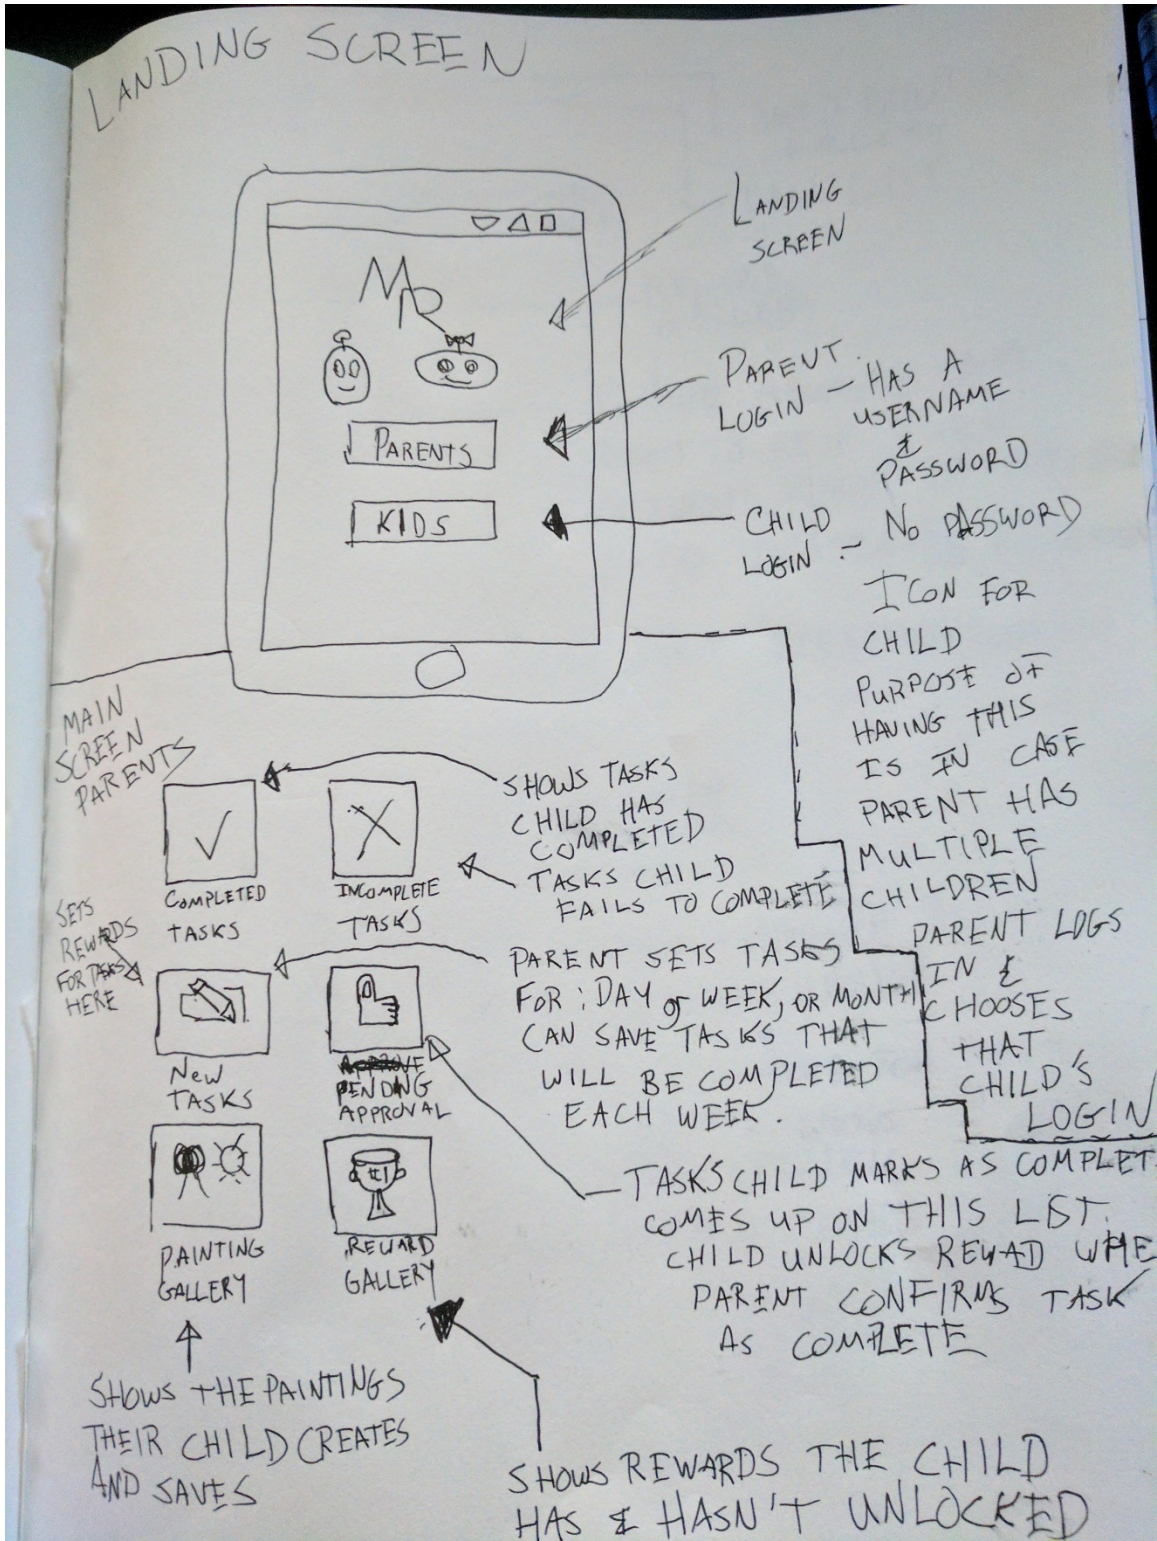 LANDING SCREEN
LANDING
SCREEN
MR
PARENTS
KIDS
PARENT
LOGIN –
HAS A
USERNAME
&
PASSWORD
CHILD
LOGIN –
NO PASSWORD
ICON FOR
CHILD
PURPOSE OF
HAVING THIS
IS IN CASE
PARENT HAS
MULTIPLE
CHILDREN
PARENT LOGS
IN &
CHOOSES
THAT
CHILD'S
LOGIN
MAIN
SCREEN
PARENTS
COMPLETED
TASKS
INCOMPLETE
TASKS
SHOWS TASKS
CHILD HAS
COMPLETED
TASKS CHILD
FAILS TO COMPLETE
SETS
REWARDS
FOR TASKS
HERE
NEW
TASKS
APPROVE
PENDING
APPROVAL
PARENT SETS TASKS
FOR : DAY or WEEK, OR MONTH
CAN SAVE TASKS THAT
WILL BE COMPLETED
EACH WEEK.
PAINTING
GALLERY
#1
REWARD
GALLERY
TASKS CHILD MARKS AS COMPLET
COMES UP ON THIS LIST.
CHILD UNLOCKS REWAD WHE
PARENT CONFIRMS TASK
AS COMPLETE
SHOWS THE PAINTINGS
THEIR CHILD CREATES
AND SAVES
SHOWS REWARDS THE CHILD
HAS & HASN'T UNLOCKED